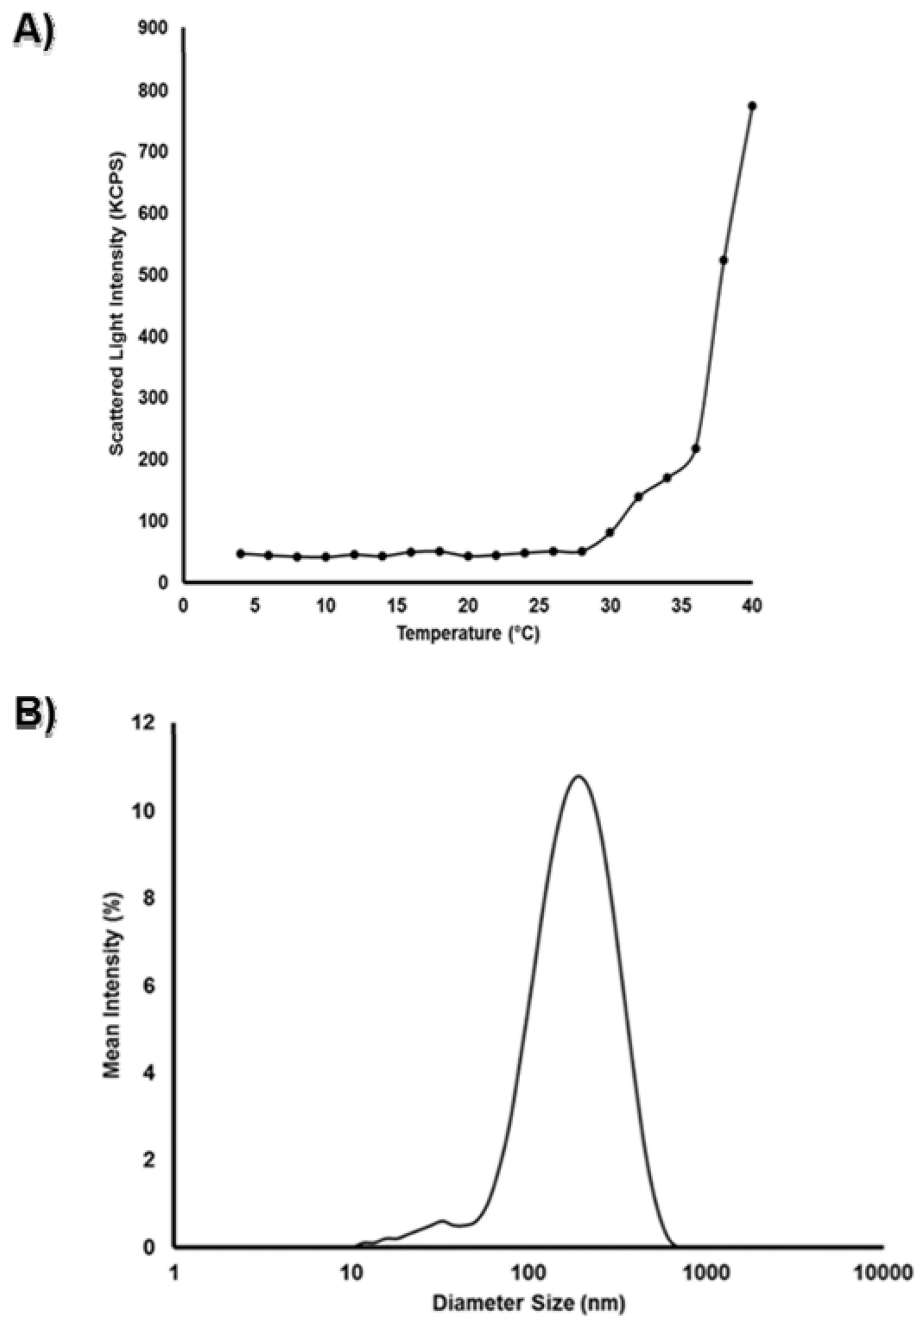 A)
900
800
700
600
500
400
300
200
100
0
Scattered Light Intensity (KCPS)
0 5 10 15 20 25 30 35 40
Temperature (°C)
B)
12
10
8
6
4
2
0
Mean Intensity (%)
1 10 100 1000 10000
Diameter Size (nm)